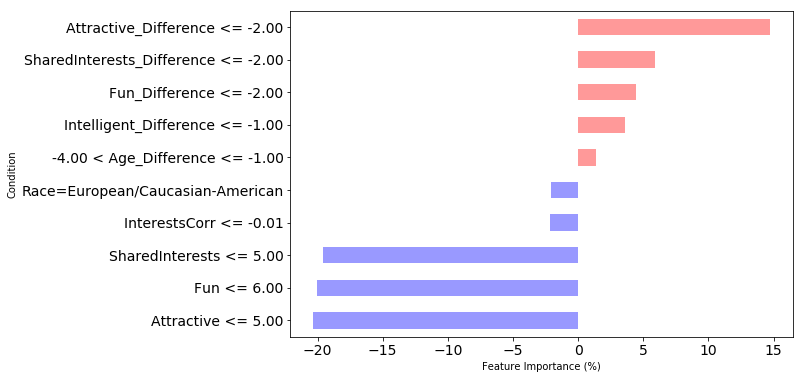 Attractive_Difference <= -2.00
SharedInterests_Difference <= -2.00
Fun_Difference <= -2.00
Intelligent_Difference <= -1.00
-4.00 < Age_Difference <= -1.00
Race=European/Caucasian-American
InterestsCorr <= -0.01
SharedInterests <= 5.00
Fun <= 6.00
Attractive <= 5.00
Condition
−20 −15 −10 −5 0 5 10 15
Feature Importance (%)